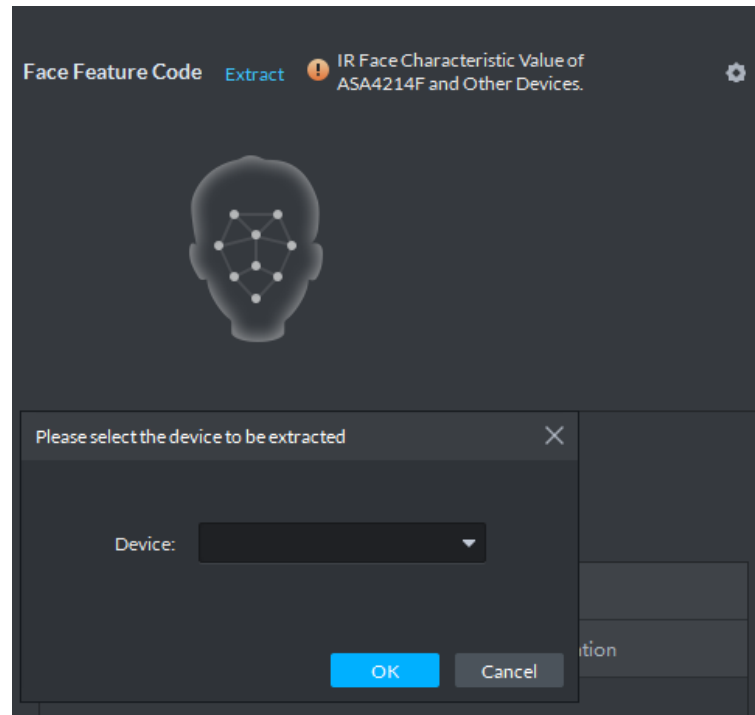 Face Feature Code Extract ! IR Face Characteristic Value of
ASA4214F and Other Devices.
Please select the device to be extracted
Device:
OK Cancel